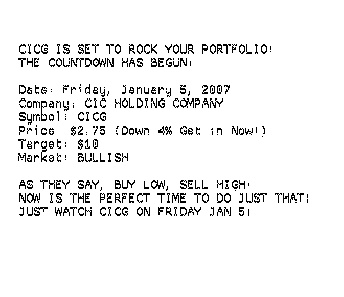 CICG IS SET TO ROCK YOUR PORTFOLIO!
THE COUNTDOWN HAS BEGUN!
Date: Friday, January 5, 2007
Company: CIC HOLDING COMPANY
Symbol: CICG
Price $2.75 (Down 4% Get in Now!)
Target: $10
Market: BULLISH
AS THEY SAY, BUY LOW, SELL HIGH!
NOW IS THE PERFECT TIME TO DO JUST THAT!
JUST WATCH CICG ON FRIDAY JAN 5!